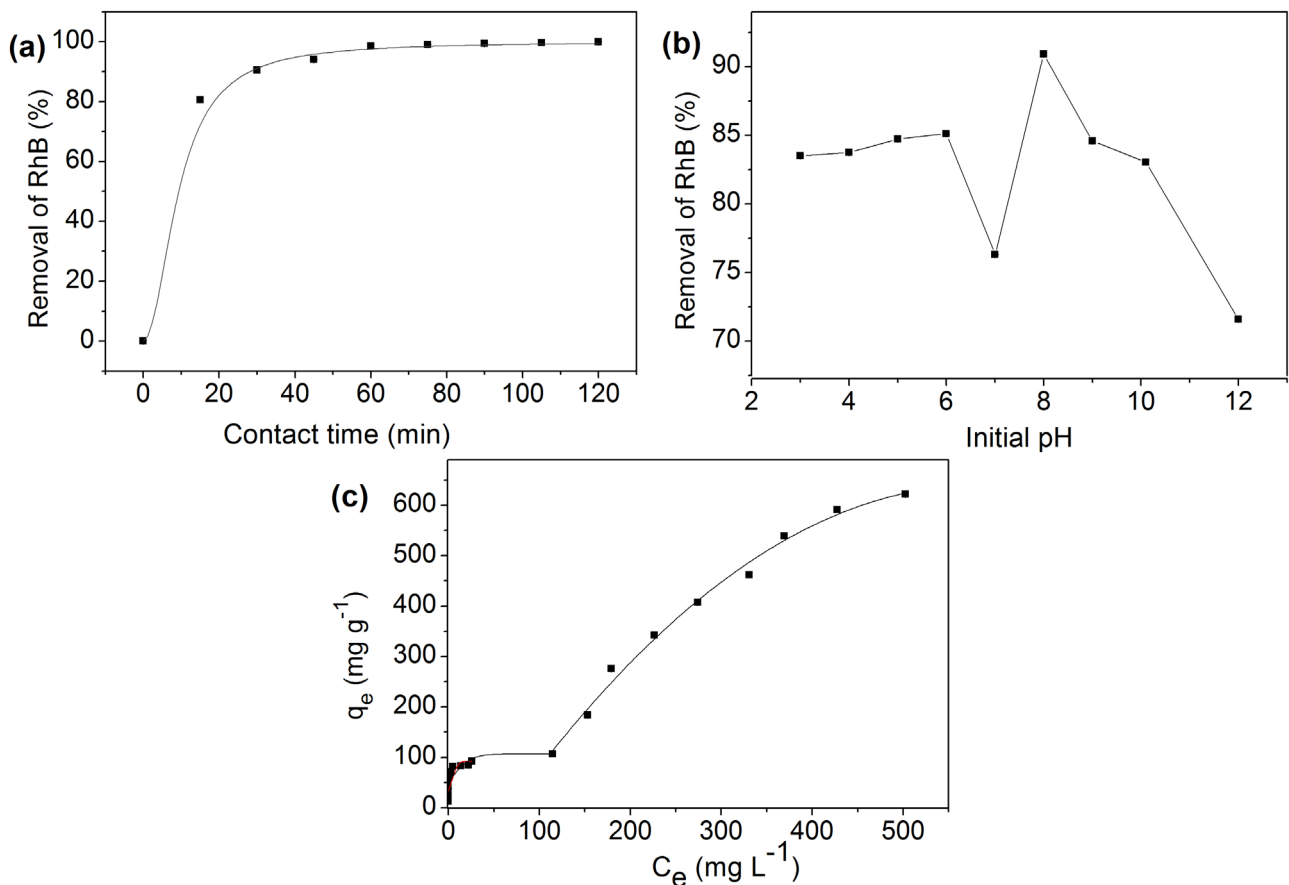 (a)
Removal of RhB (%)
100
80
60
40
20
0
0 20 40 60 80 100 120
Contact time (min)
(b)
Removal of RhB (%)
90
85
80
75
70
2 4 6 8 10 12
Initial pH
(c)
qe (mg g-1)
600
500
400
300
200
100
0
0 100 200 300 400 500
Ce (mg L-1)